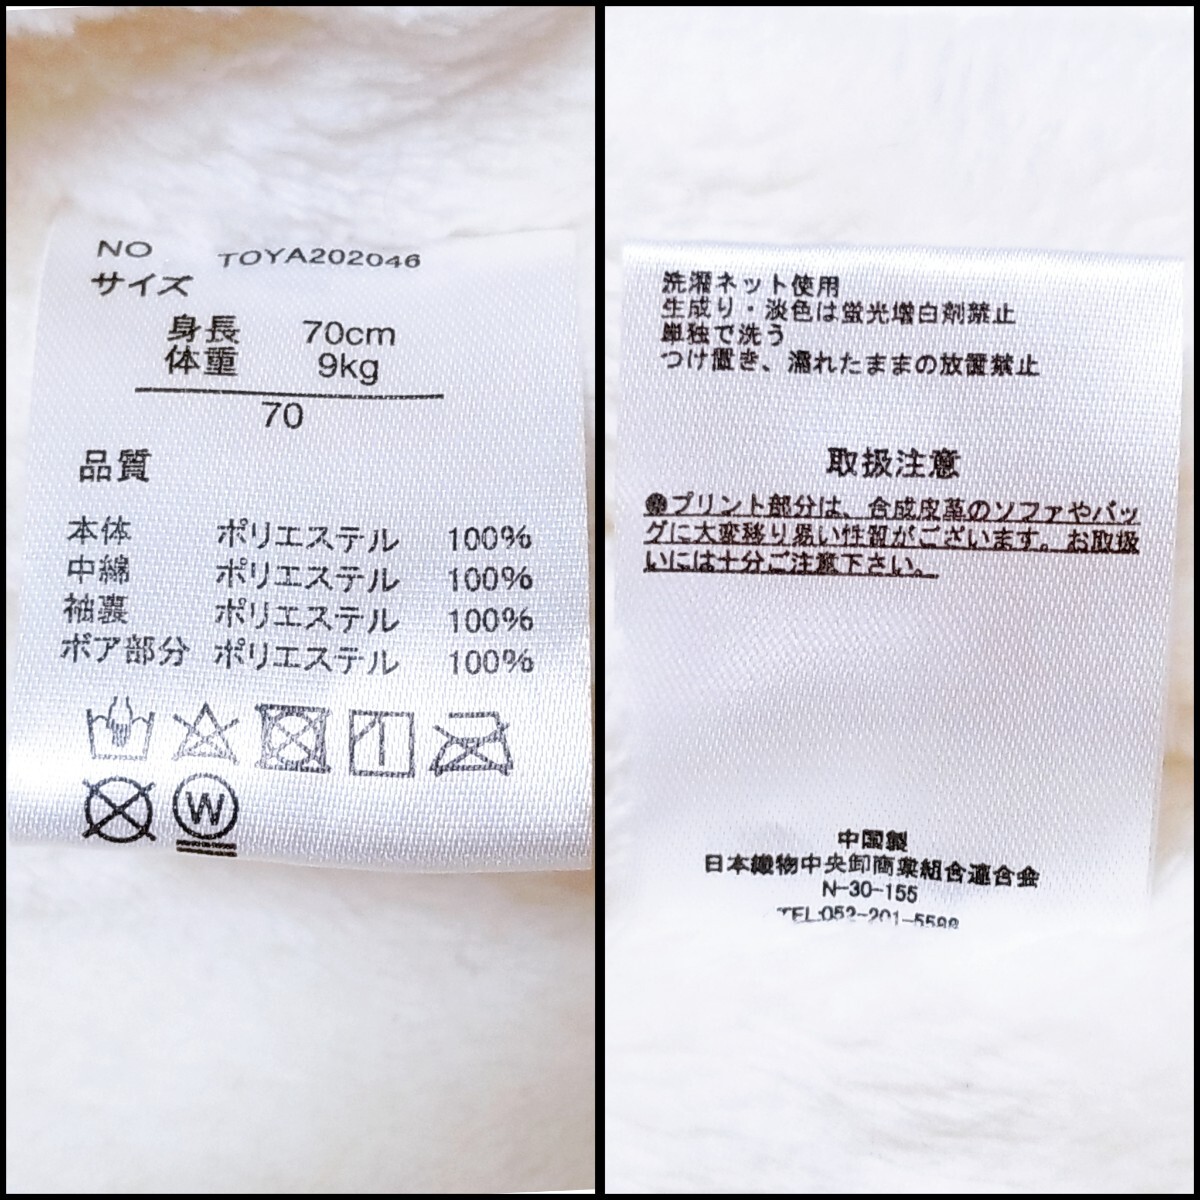 NO TOYA202046
サイズ
身長 70cm
体重 9kg
70
品質
本体 ポリエステル 100%
中綿 ポリエステル 100%
袖裏 ポリエステル 100%
ボア部分 ポリエステル 100%
W
洗濯ネット使用
生成り・淡色は蛍光増白剤禁止
単独で洗う
つけ置き、濡れたままの放置禁止
取扱注意
●プリント部分は、合成皮革のソファやバッ
グに大変移り易い性質がございます。お取扱
いには十分ご注意下さい。
中国製
日本織物中央卸商業組合連合会
N-30-155